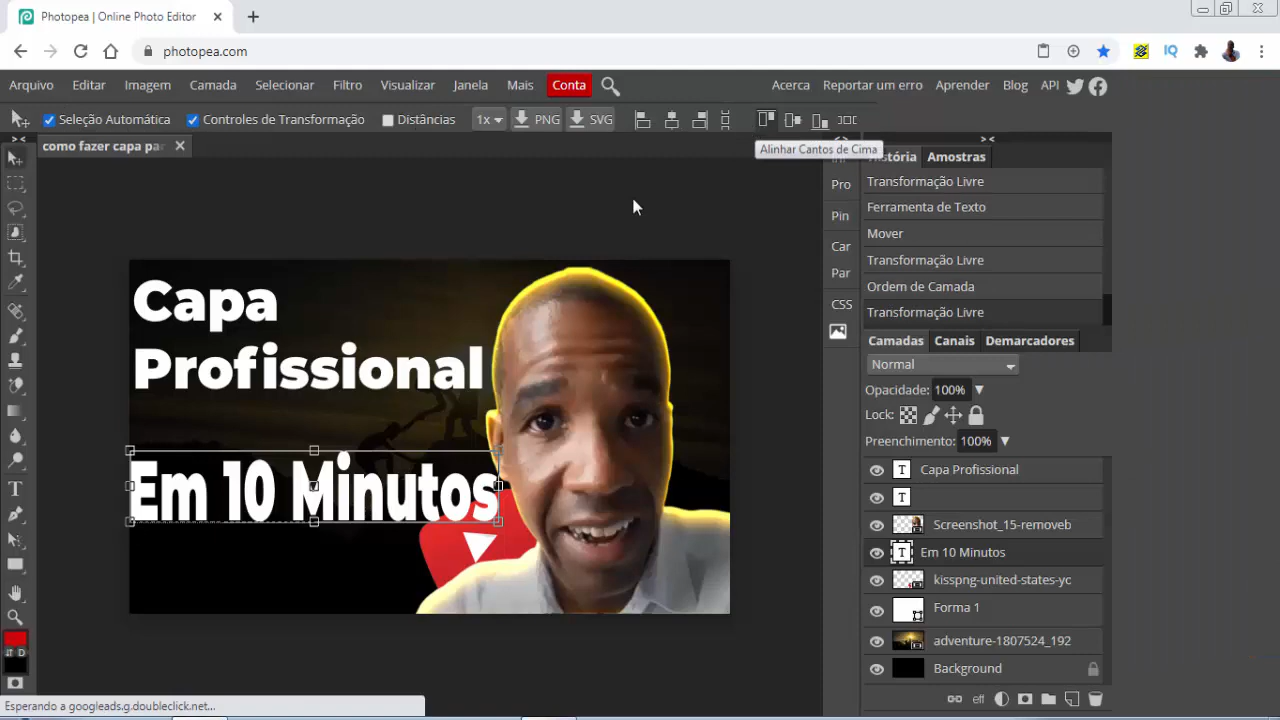 Photopea | Online Photo Editor
photopea.com
Arquivo Editar Imagem Camada Selecionar Filtro Visualizar Janela Mais Conta Acerca Reportar um erro Aprender Blog API
Seleção Automática Controles de Transformação Distâncias 1x PNG SVG
como fazer capa pa
Alinhar Cantos de Cima
História Amostras
Transformação Livre
Ferramenta de Texto
Mover
Transformação Livre
Ordem de Camada
Transformação Livre
Pro
Pin
Car
Par
CSS
Camadas Canais Demarcadores
Normal
Opacidade: 100%
Lock:
Preenchimento: 100%
T Capa Profissional
T
Screenshot_15-removeb
T Em 10 Minutos
kisspng-united-states-yc
Forma 1
adventure-1807524_192
Background
eff
Capa
Profissional
Em 10 Minutos
T
D
Esperando a googleads.g.doubleclick.net...